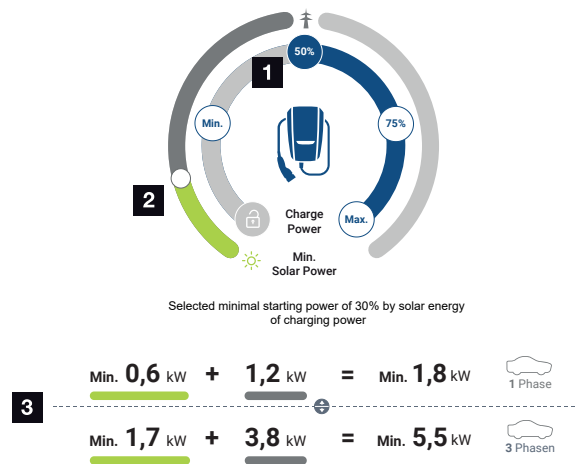 50%
1
Min.
75%
2
Charge
Power
Max.
Min.
Solar Power
Selected minimal starting power of 30% by solar energy
of charging power
Min. 0,6 kW + 1,2 kW = Min. 1,8 kW
1 Phase
3
Min. 1,7 kW + 3,8 kW = Min. 5,5 kW
3 Phasen